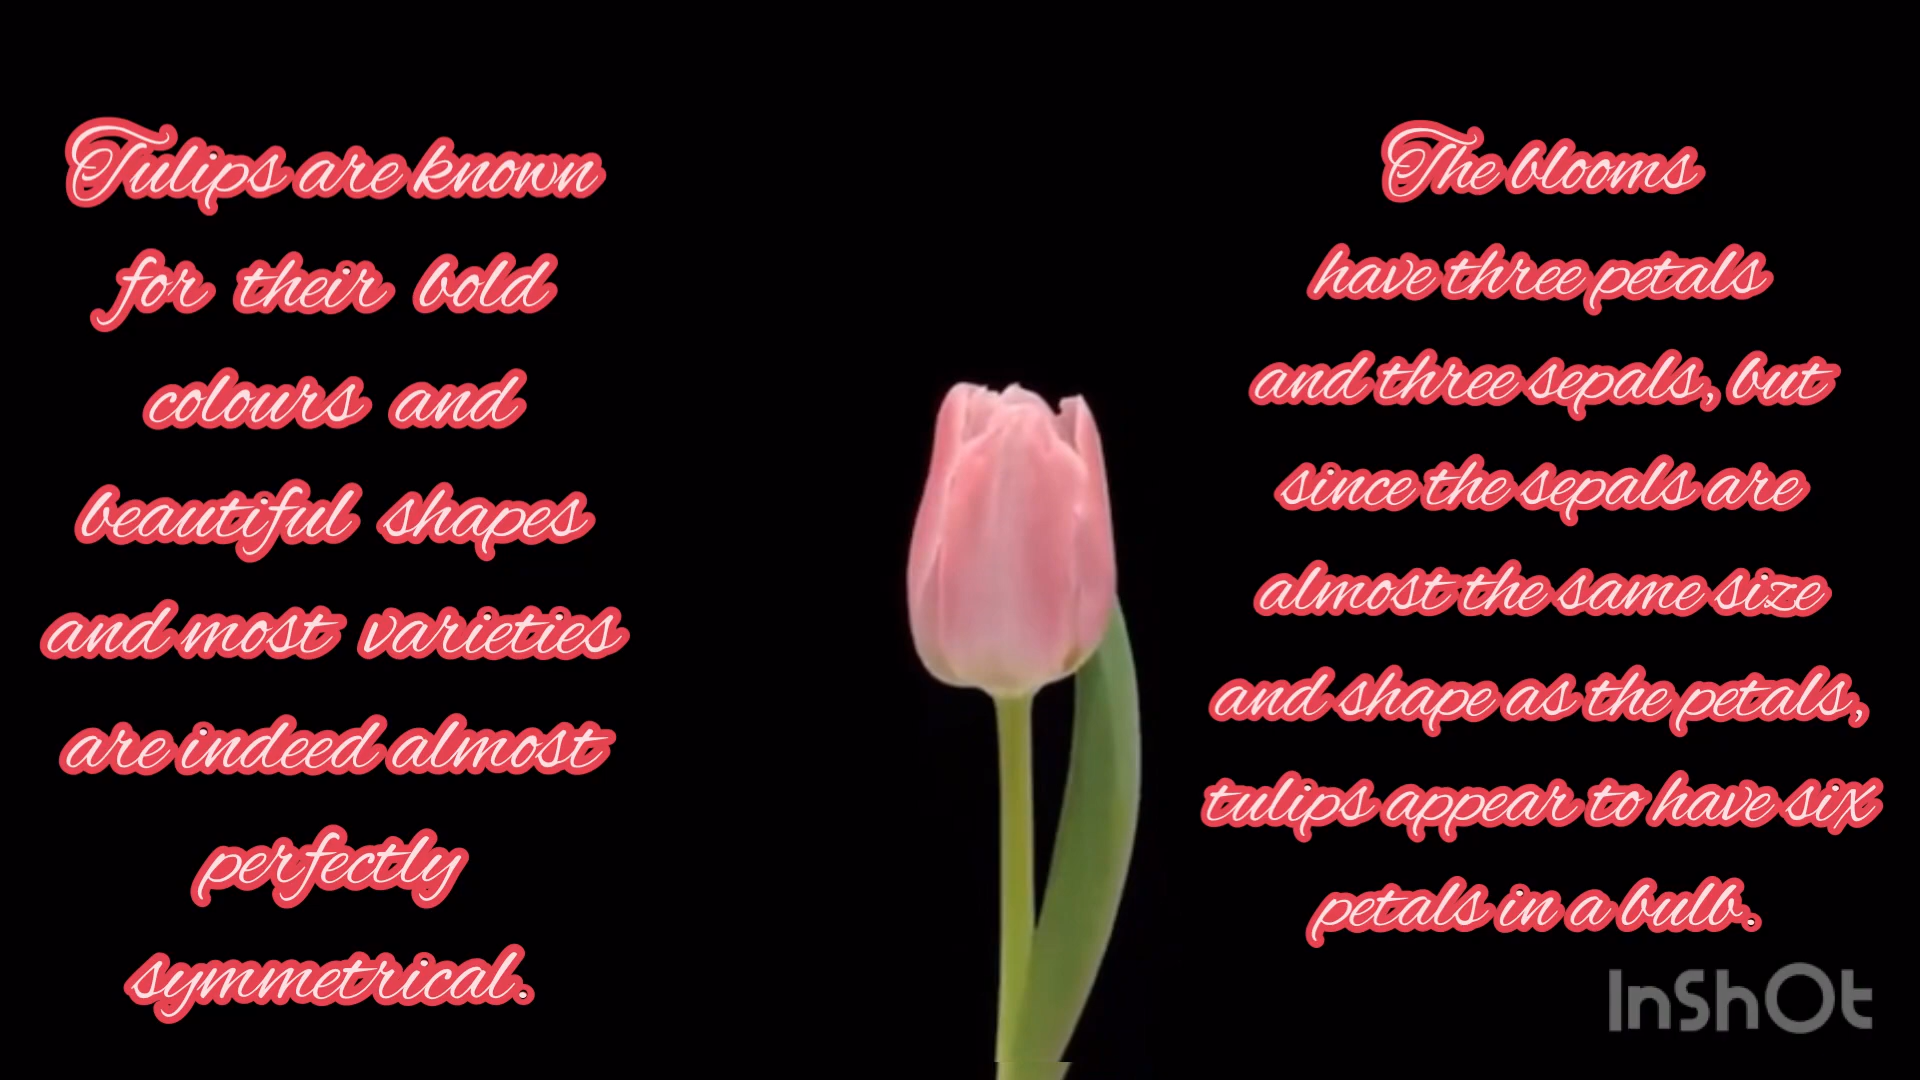 Tulips are known
for their bold
colours and
beautiful shapes
and most varieties
are indeed almost
perfectly
symmetrical.
The blooms
have three petals
and three sepals, but
since the sepals are
almost the same size
and shape as the petals,
tulips appear to have six
petals in a bulb.
InShOt